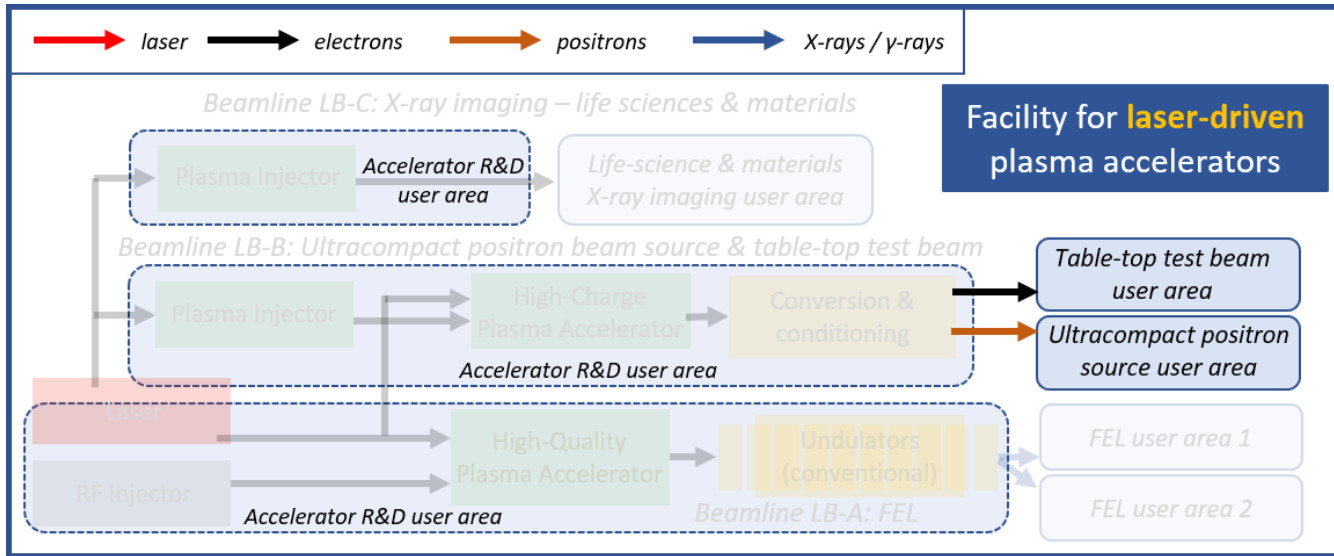 laser
electrons
positrons
X-rays / γ-rays
Beamline LB-C: X-ray imaging – life sciences & materials
Facility for laser-driven
plasma accelerators
Plasma Injector
Accelerator R&D
user area
Life-science & materials
X-ray imaging user area
Beamline LB-B: Ultracompact positron beam source & table-top test beam
Plasma Injector
High-Charge
Plasma Accelerator
Conversion &
conditioning
Table-top test beam
user area
Ultracompact positron
source user area
Accelerator R&D user area
Laser
RF Injector
High-Quality
Plasma Accelerator
Undulators
(conventional)
FEL user area 1
FEL user area 2
Accelerator R&D user area
Beamline LB-A: FEL